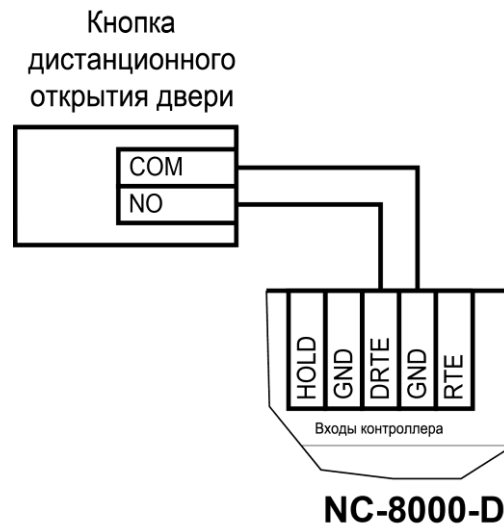 Кнопка
дистанционного
открытия двери
COM
NO
HOLD
GND
DRTE
GND
RTE
Входы контроллера
NC-8000-D